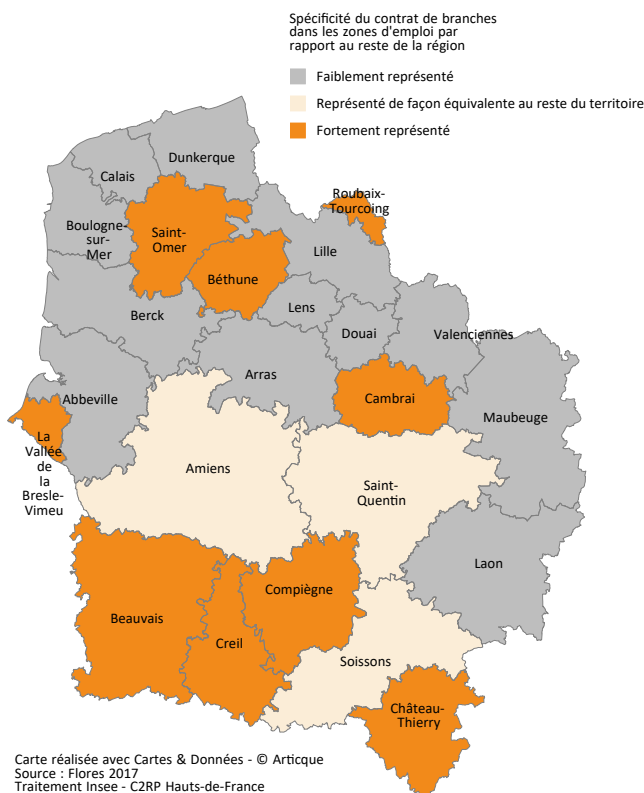 Spécificité du contrat de branches
dans les zones d'emploi par
rapport au reste de la région
Faiblement représenté
Représenté de façon équivalente au reste du territoire
Fortement représenté
Dunkerque
Calais
Roubaix-
Tourcoing
Boulogne-
sur-
Mer
Saint-
Omer
Lille
Béthune
Lens
Berck
Douai
Valenciennes
Arras
Abbeville
Cambrai
Maubeuge
La
Vallée
de
la
Bresle-
Vimeu
Amiens
Saint-
Quentin
Laon
Compiègne
Beauvais
Creil
Soissons
Château-
Thierry
Carte réalisée avec Cartes & Données - © Articque
Source : Flores 2017
Traitement Insee - C2RP Hauts-de-France